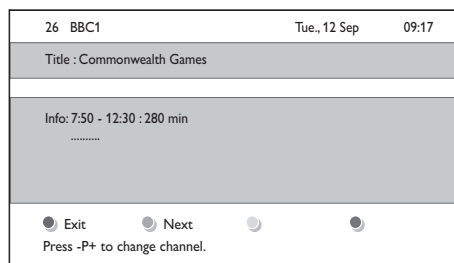 26 BBC1 Tue., 12 Sep 09:17
Title : Commonwealth Games
Info: 7:50 - 12:30 : 280 min
..........
Exit Next
Press -P+ to change channel.